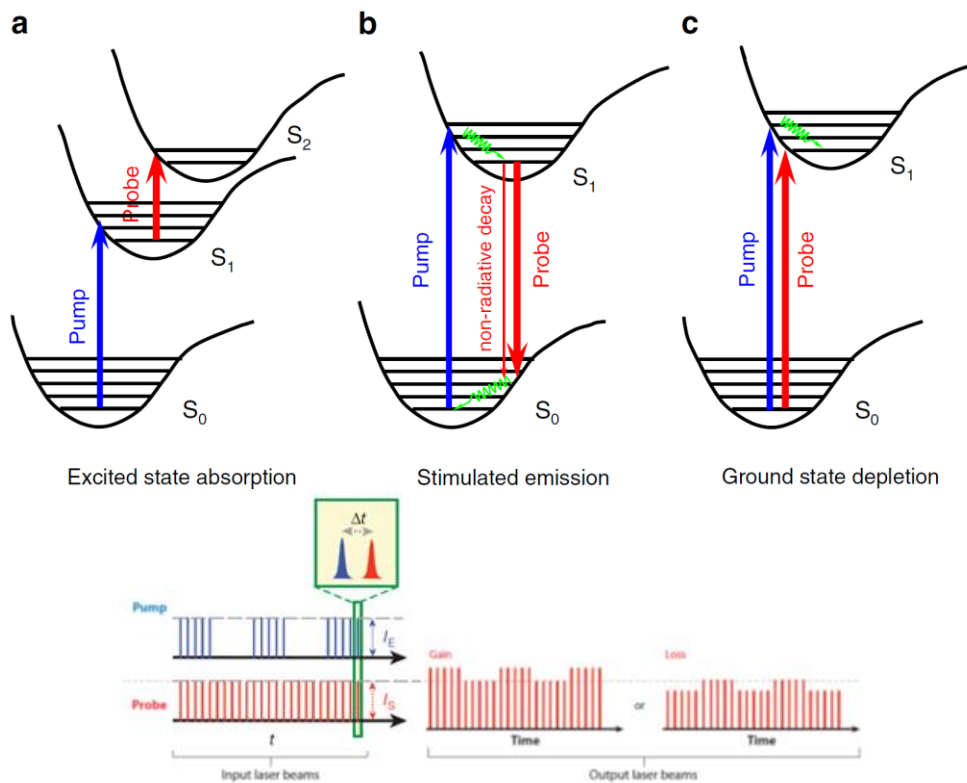 a
b
c
S2
S1
S0
Probe
Pump
S1
S0
Pump
non-radiative decay
Probe
S1
S0
Pump
Probe
Excited state absorption
Stimulated emission
Ground state depletion
Δt
Pump
IE
Probe
IS
t
Input laser beams
Gain
Time
or
Loss
Time
Output laser beams